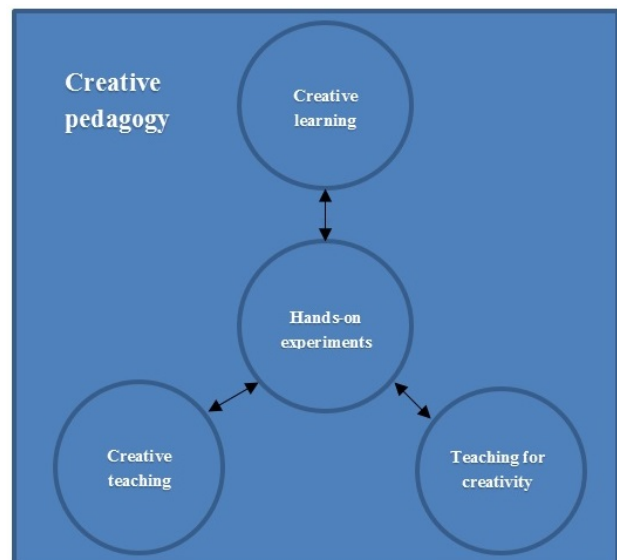 Creative
pedagogy
Creative
learning
Hands-on
experiments
Creative
teaching
Teaching for
creativity